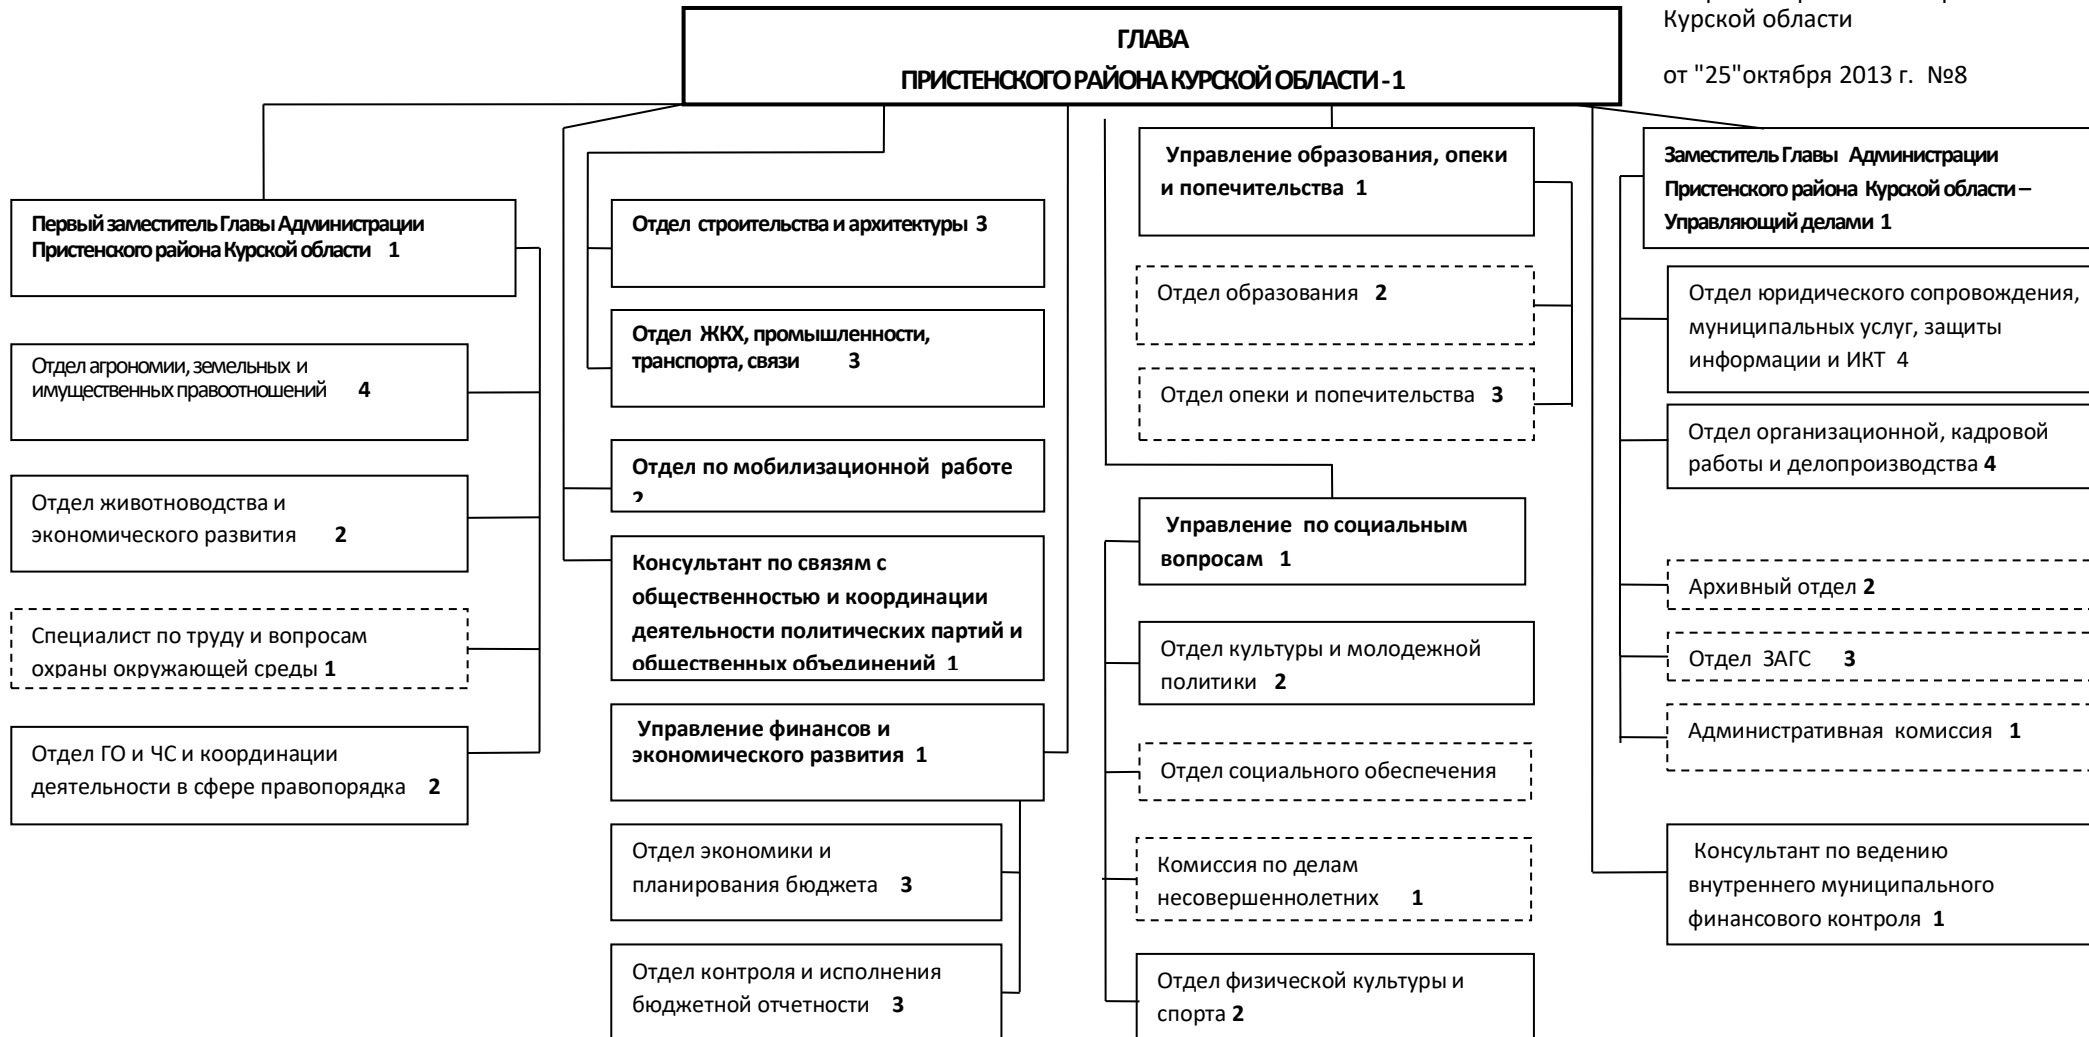 Курской области
от "25"октября 2013 г. №8
ГЛАВА
ПРИСТЕНСКОГО РАЙОНА КУРСКОЙ ОБЛАСТИ - 1
Первый заместитель Главы Администрации
Пристенского района Курской области 1
Отдел агрономии, земельных и
имущественных правоотношений 4
Отдел животноводства и
экономического развития 2
Специалист по труду и вопросам
охраны окружающей среды 1
Отдел ГО и ЧС и координации
деятельности в сфере правопорядка 2
Отдел строительства и архитектуры 3
Отдел ЖКХ, промышленности,
транспорта, связи 3
Отдел по мобилизационной работе
2
Консультант по связям с
общественностью и координации
деятельности политических партий и
общественных объединений 1
Управление финансов и
экономического развития 1
Отдел экономики и
планирования бюджета 3
Отдел контроля и исполнения
бюджетной отчетности 3
Управление образования, опеки
и попечительства 1
Отдел образования 2
Отдел опеки и попечительства 3
Управление по социальным
вопросам 1
Отдел культуры и молодежной
политики 2
Отдел социального обеспечения
Комиссия по делам
несовершеннолетних 1
Отдел физической культуры и
спорта 2
Заместитель Главы Администрации
Пристенского района Курской области –
Управляющий делами 1
Отдел юридического сопровождения,
муниципальных услуг, защиты
информации и ИКТ 4
Отдел организационной, кадровой
работы и делопроизводства 4
Архивный отдел 2
Отдел ЗАГС 3
Административная комиссия 1
Консультант по ведению
внутреннего муниципального
финансового контроля 1